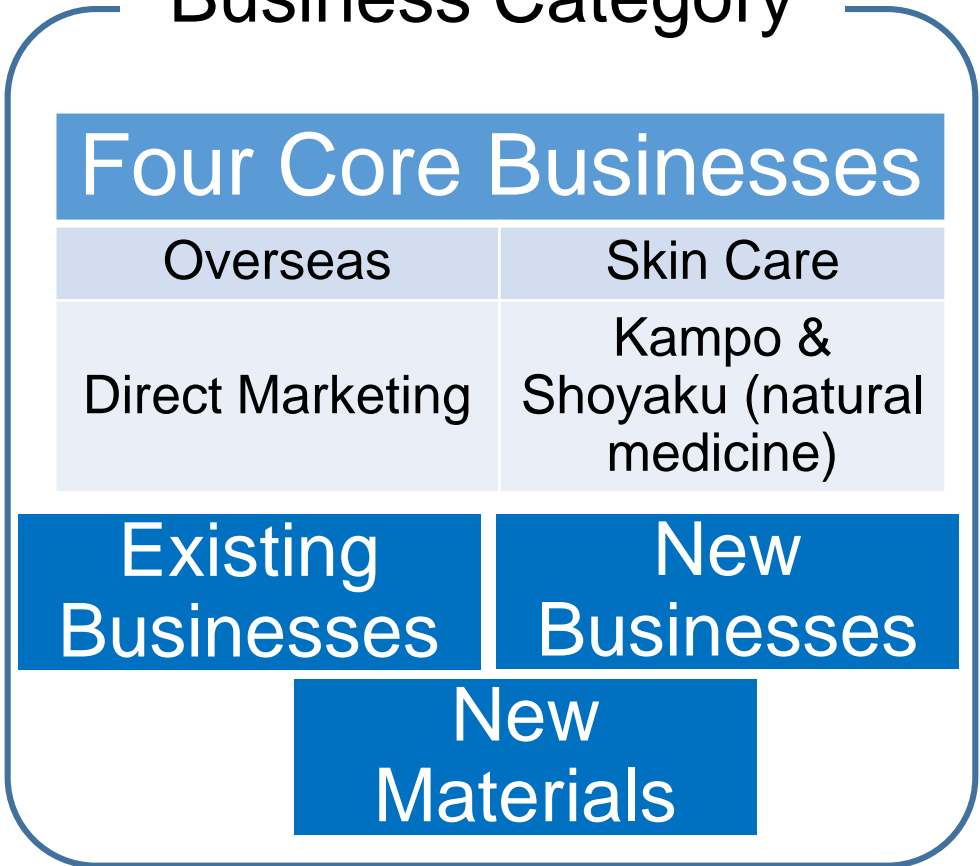 Business Category
Four Core Businesses
Overseas
Skin Care
Direct Marketing
Kampo &
Shoyaku (natural
medicine)
Existing
Businesses
New
Businesses
New
Materials